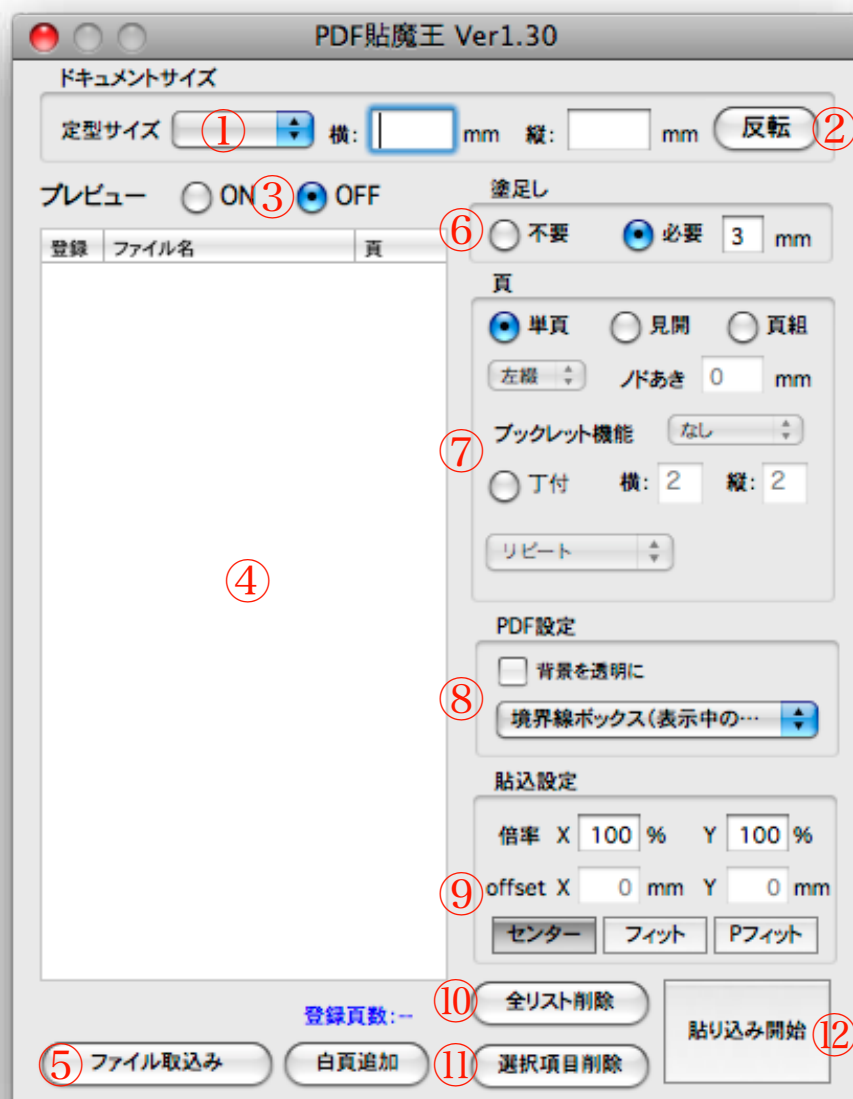 PDF貼魔王 Ver1.30
ドキュメントサイズ
定型サイズ ① 横: mm 縦: mm 反転 ②
プレビュー ON ③ OFF
登録 ファイル名 頁
④
塗足し
⑥ 不要 必要 3 mm
頁
単頁 見開 頁組
左綴 ノドあき 0 mm
ブックレット機能 なし
⑦
丁付 横: 2 縦: 2
リピート
PDF設定
背景を透明に
⑧
境界線ボックス(表示中の…
貼込設定
倍率 X 100 % Y 100 %
⑨ offset X 0 mm Y 0 mm
センター フィット Pフィット
登録頁数:--
⑤ ファイル取込み 白頁追加
⑩ 全リスト削除
⑪ 選択項目削除
貼り込み開始 ⑫